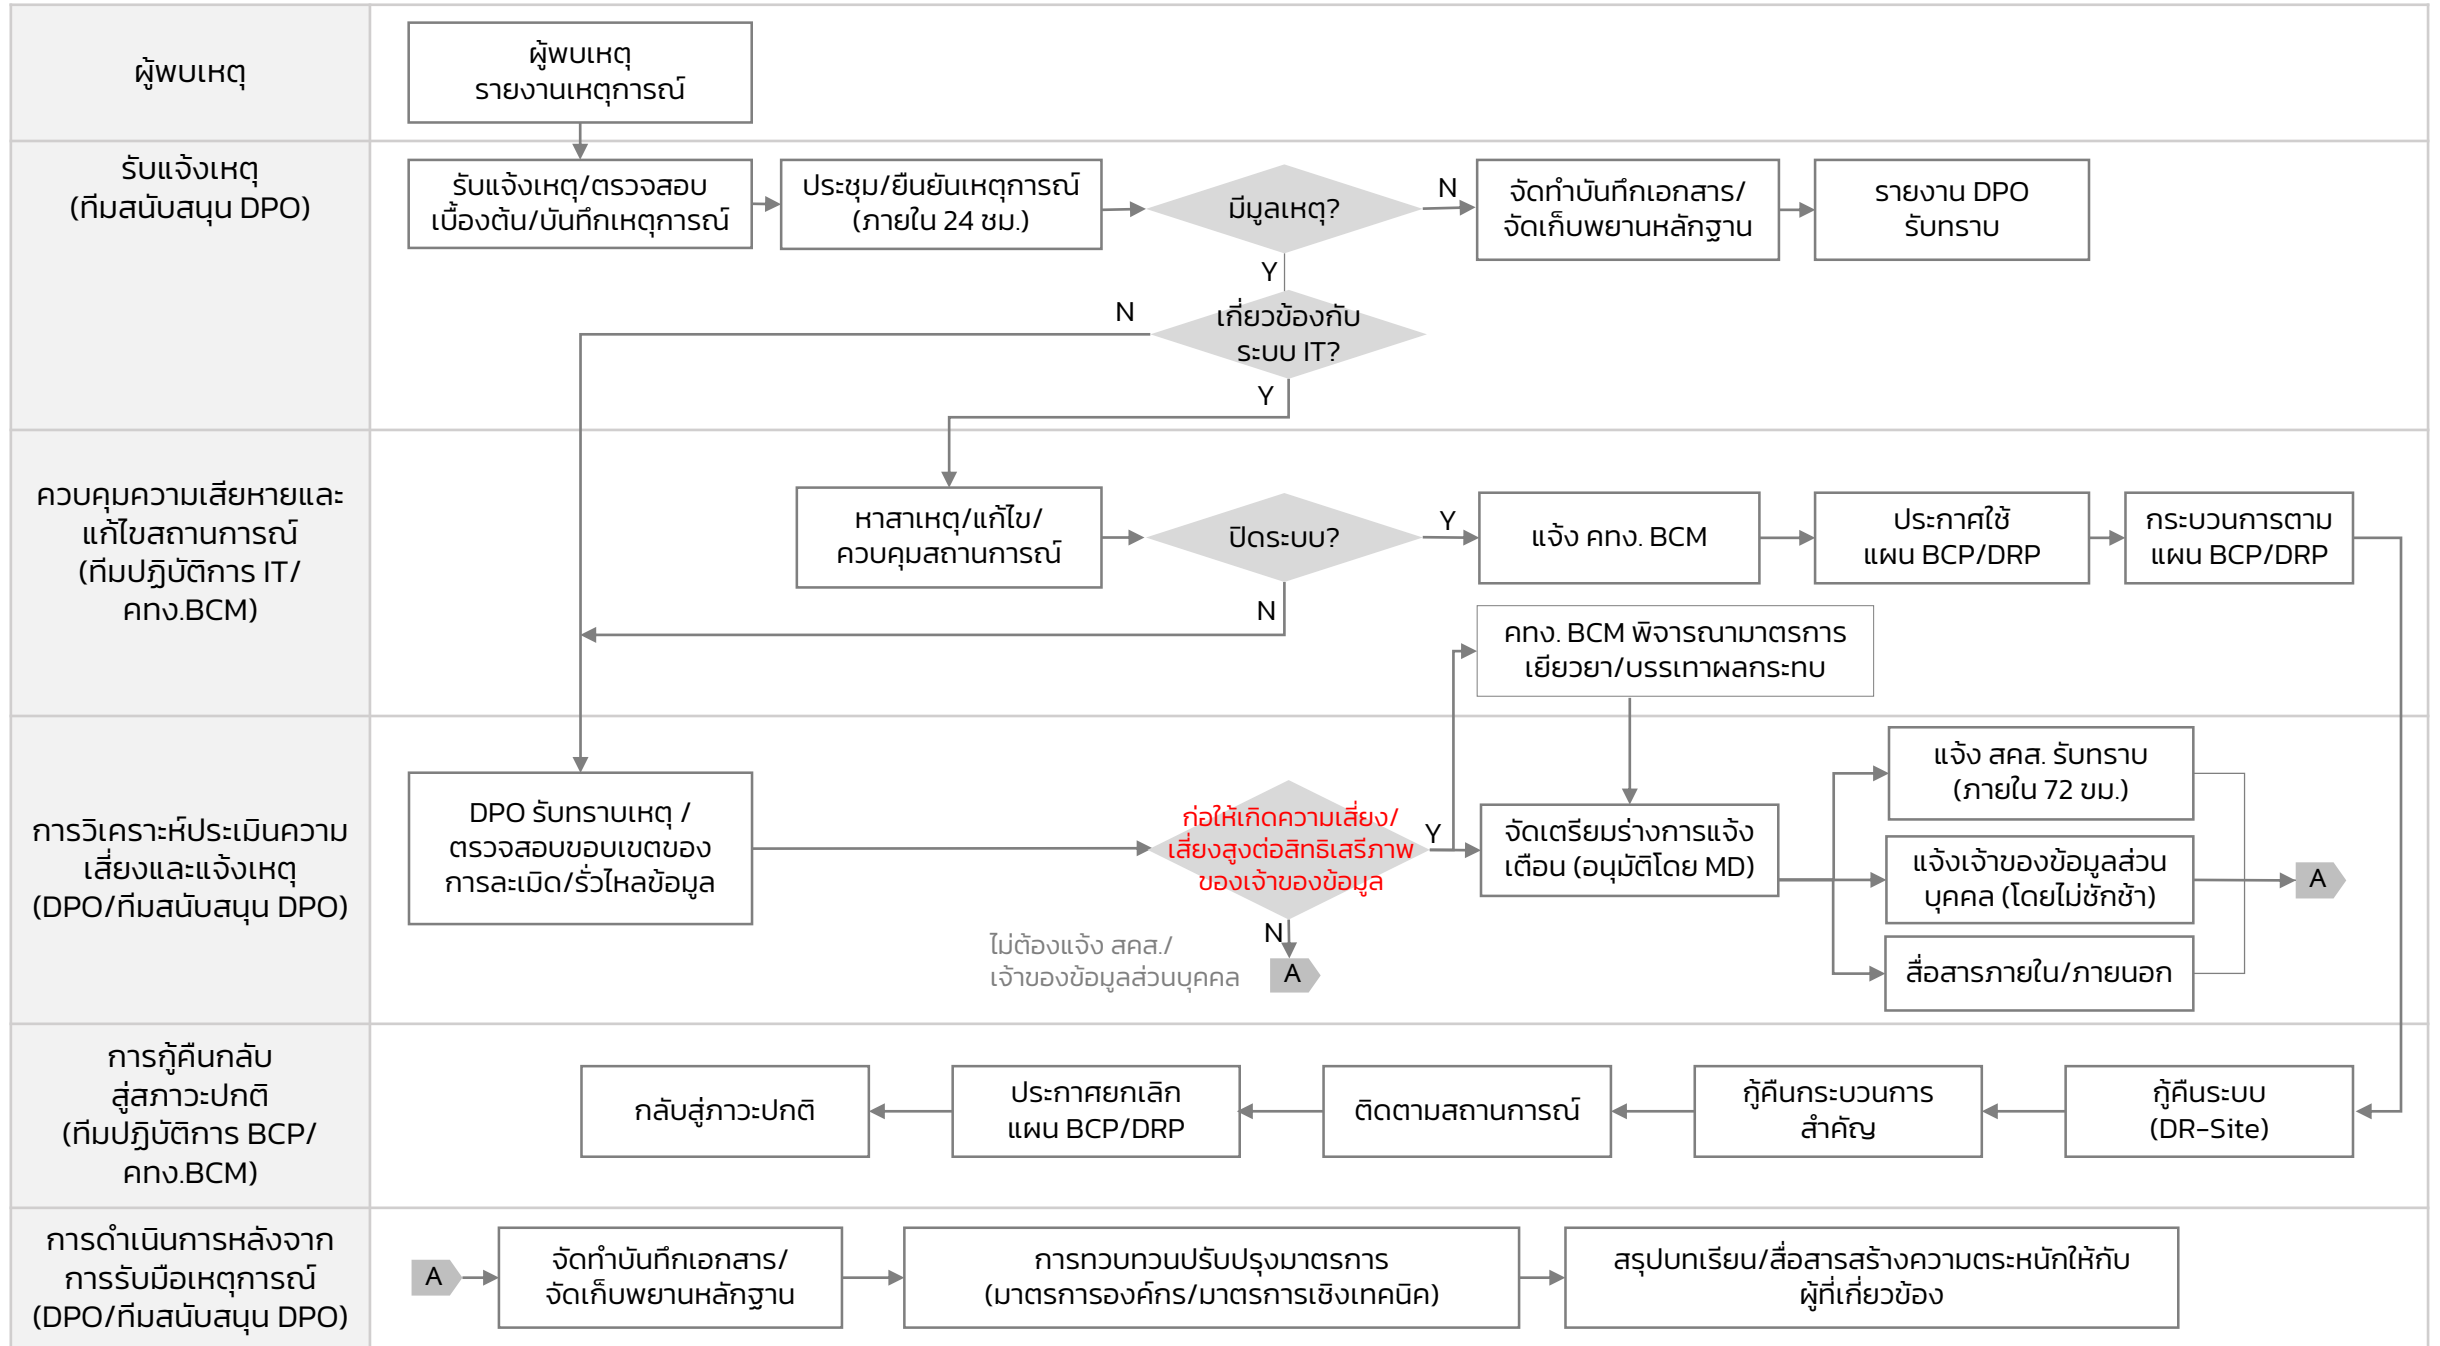 ผู้พบเหตุ
ผู้พบเหตุ
รายงานเหตุการณ์
รับแจ้งเหตุ
(ทีมสนับสนุน DPO)
รับแจ้งเหตุ/ตรวจสอบ
เบื้องต้น/บันทึกเหตุการณ์
ประชุม/ยืนยันเหตุการณ์
(ภายใน 24 ชม.)
มีมูลเหตุ?
N
จัดทำบันทึกเอกสาร/
จัดเก็บพยานหลักฐาน
รายงาน DPO
รับทราบ
Y
เกี่ยวข้องกับ
ระบบ IT?
N
Y
ควบคุมความเสียหายและ
แก้ไขสถานการณ์
(ทีมปฏิบัติการ IT/
คทง.BCM)
หาสาเหตุ/แก้ไข/
ควบคุมสถานการณ์
ปิดระบบ?
Y
แจ้ง คทง. BCM
ประกาศใช้
แผน BCP/DRP
กระบวนการตาม
แผน BCP/DRP
N
คทง. BCM พิจารณามาตรการ
เยียวยา/บรรเทาผลกระทบ
การวิเคราะห์ประเมินความ
เสี่ยงและแจ้งเหตุ
(DPO/ทีมสนับสนุน DPO)
DPO รับทราบเหตุ /
ตรวจสอบขอบเขตของ
การละเมิด/รั่วไหลข้อมูล
ก่อให้เกิดความเสี่ยง/
เสี่ยงสูงต่อสิทธิเสรีภาพ
ของเจ้าของข้อมูล
Y
จัดเตรียมร่างการแจ้ง
เตือน (อนุมัติโดย MD)
แจ้ง สคส. รับทราบ
(ภายใน 72 ขม.)
แจ้งเจ้าของข้อมูลส่วน
บุคคล (โดยไม่ชักช้า)
สื่อสารภายใน/ภายนอก
A
N
ไม่ต้องแจ้ง สคส./
เจ้าของข้อมูลส่วนบุคคล
A
การกู้คืนกลับ
สู่สภาวะปกติ
(ทีมปฏิบัติการ BCP/
คทง.BCM)
กลับสู่ภาวะปกติ
ประกาศยกเลิก
แผน BCP/DRP
ติดตามสถานการณ์
กู้คืนกระบวนการ
สำคัญ
กู้คืนระบบ
(DR-Site)
การดำเนินการหลังจาก
การรับมือเหตุการณ์
(DPO/ทีมสนับสนุน DPO)
A
จัดทำบันทึกเอกสาร/
จัดเก็บพยานหลักฐาน
การทวบทวนปรับปรุงมาตรการ
(มาตรการองค์กร/มาตรการเชิงเทคนิค)
สรุปบทเรียน/สื่อสารสร้างความตระหนักให้กับ
ผู้ที่เกี่ยวข้อง